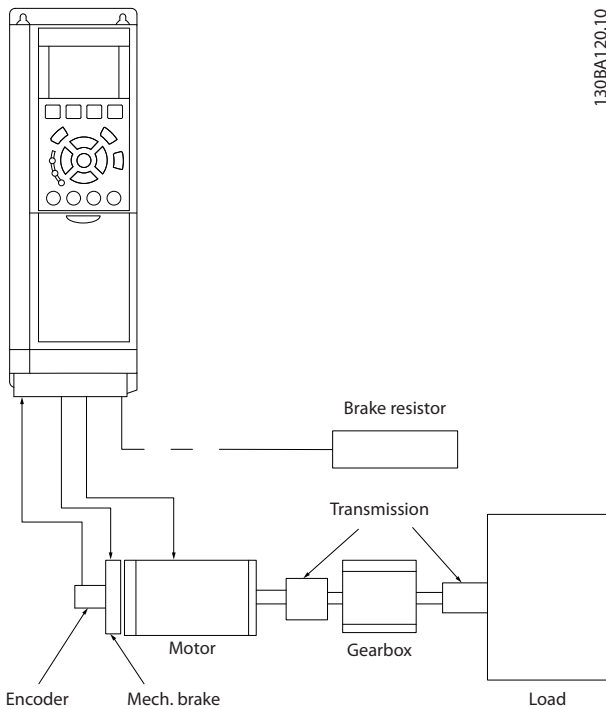 130BA120.10
Brake resistor
Transmission
Motor
Gearbox
Encoder
Mech. brake
Load